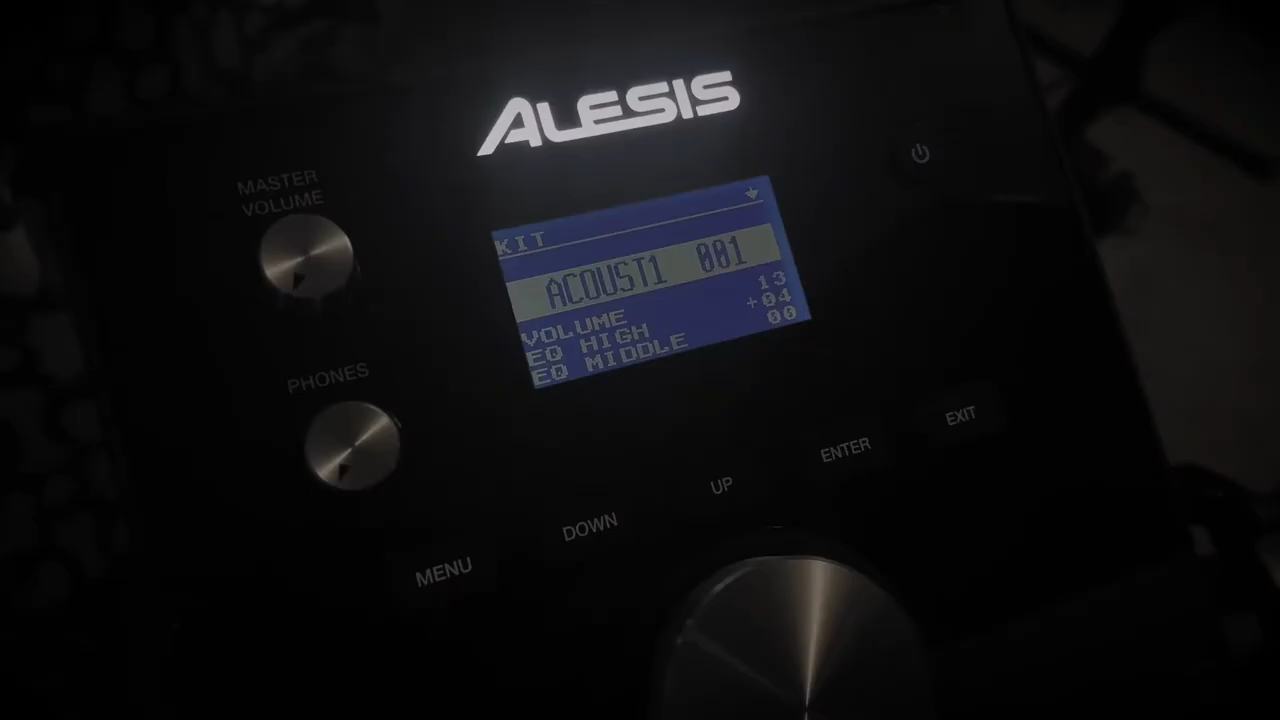 ALESIS
MASTER
VOLUME
KIT
ACOUST1 001
VOLUME 13
EQ HIGH +04
EQ MIDDLE 00
PHONES
EXIT
ENTER
UP
DOWN
MENU